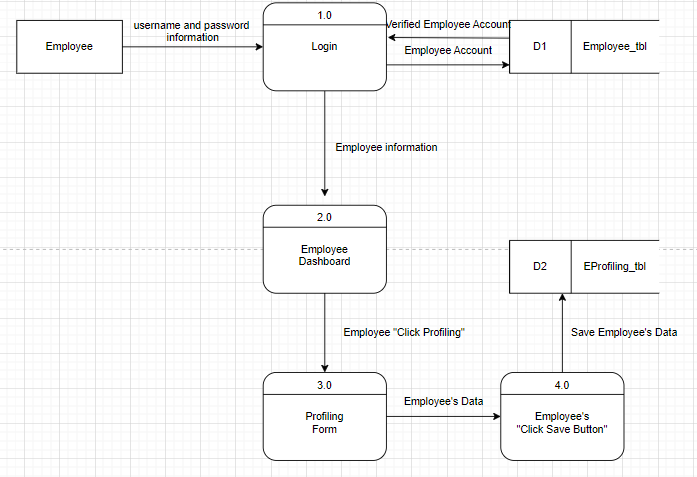 1.0
username and password
information
Verified Employee Account
Employee
Login
Employee Account
D1
Employee_tbl
Employee information
2.0
Employee
Dashboard
D2
EProfiling_tbl
Employee "Click Profiling"
Save Employee's Data
3.0
4.0
Employee's Data
Profiling
Form
Employee's
"Click Save Button"